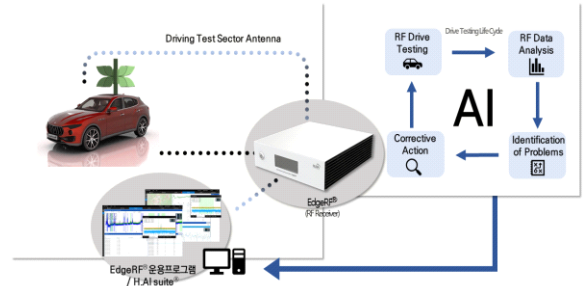 Driving Test Sector Antenna
Drive Testing Life Cycle
RF Drive
Testing
RF Data
Analysis
AI
Corrective
Action
Identification
of Problems
EdgeRF®
(RF Receiver)
EdgeRF® 운용프로그램
/ H.AI suite®